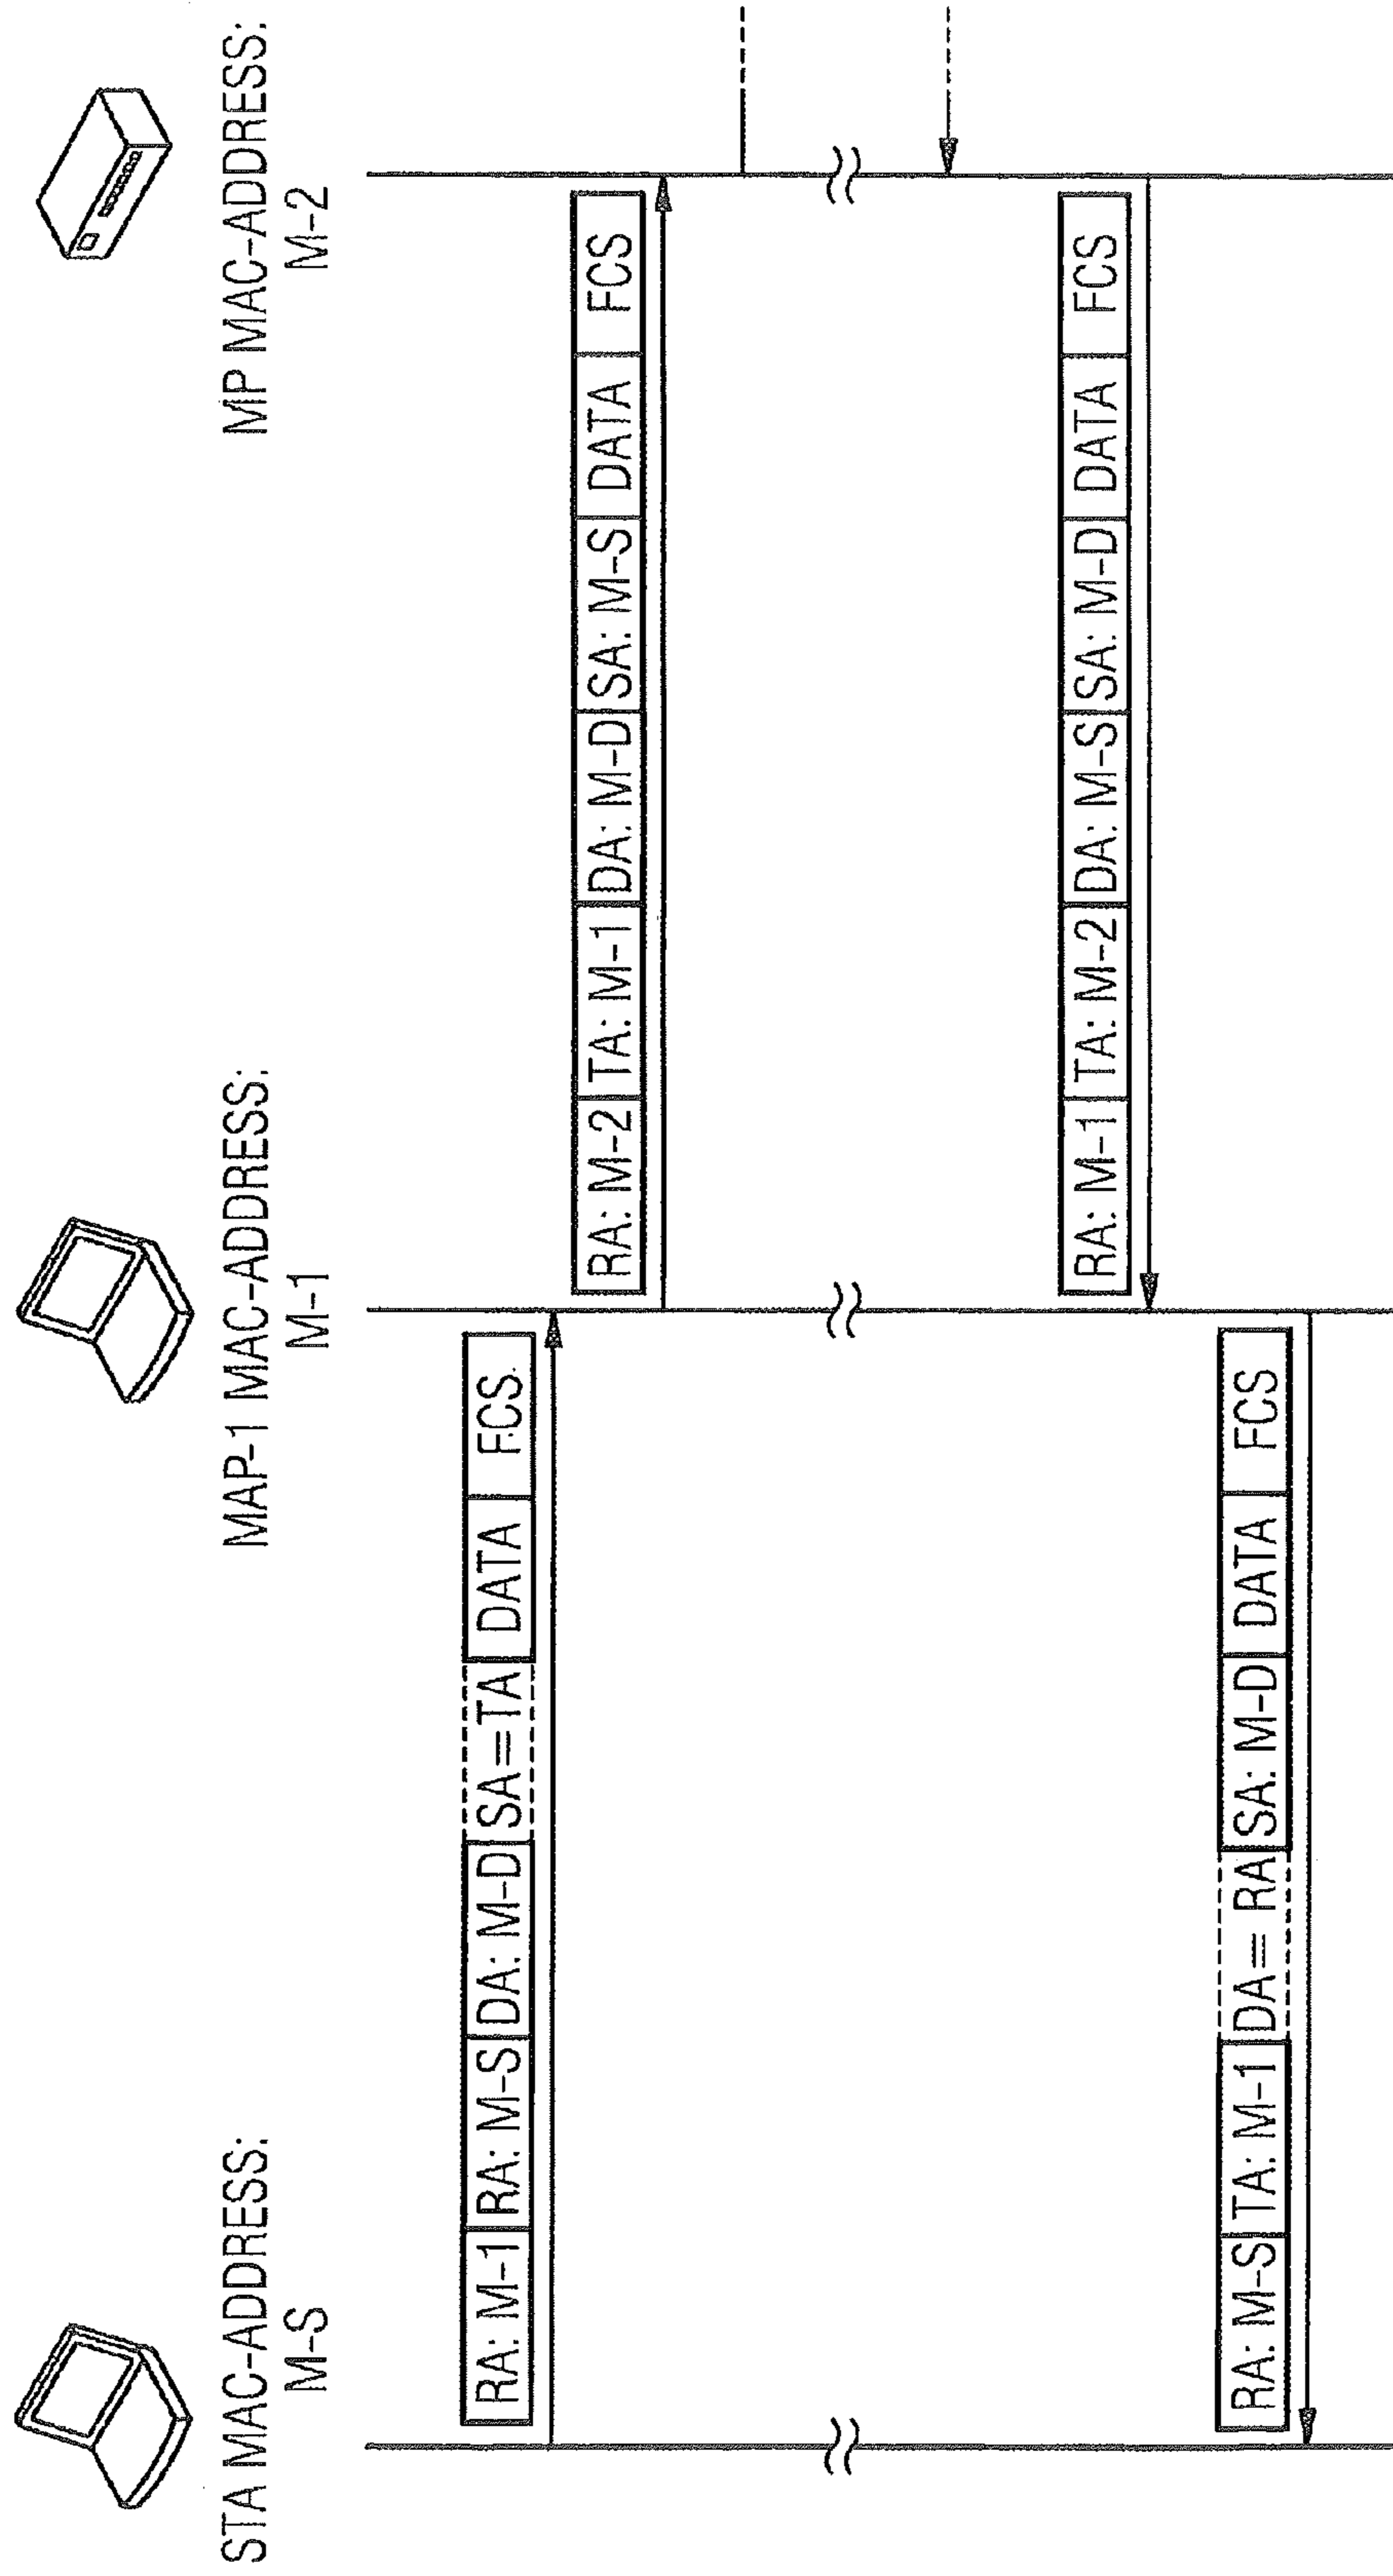 STA MAC-ADDRESS:
M-S
MAP-1 MAC-ADDRESS:
M-1
MP MAC-ADDRESS:
M-2
RA: M-1 RA: M-S DA: M-D SA=TA DATA FCS.
RA: M-2 TA: M-1 DA: M-D SA: M-S DATA FCS
RA: M-1 TA: M-2 DA: M-S SA: M-D DATA FCS
RA: M-S TA: M-1 DA= RA SA: M-D DATA FCS